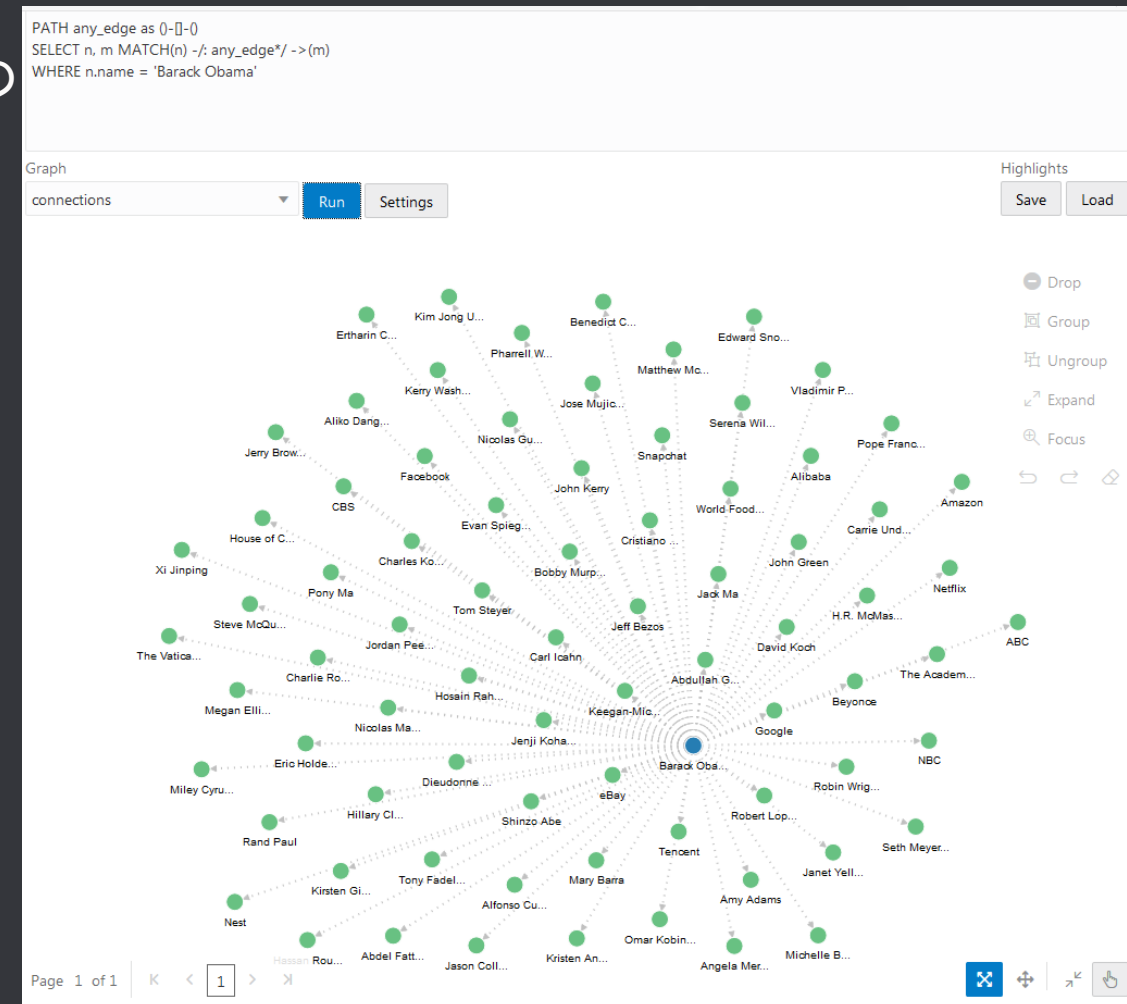 PATH any_edge as ()-[]-()
SELECT n, m MATCH(n) -/: any_edge*/ ->(m)
WHERE n.name = 'Barack Obama'
Graph
Highlights
connections
Run
Settings
Save
Load
Drop
Group
Ungroup
Expand
Focus
Kim Jong U...
Benedict C...
Ertharin C...
Edward Sno...
Pharrell W...
Matthew Mc...
Kerry Wash...
Vladimir P...
Jose Mujic...
Aliko Dang...
Serena Wil...
Nicolas Gu...
Pope Franc...
Jerry Brow...
Snapchat
Facebook
Alibaba
John Kerry
Amazon
CBS
World Food...
Evan Spieg...
Carrie Und...
House of C...
Cristiano ...
Charles Ko...
John Green
Xi Jinping
Bobby Murp...
Netflix
Pony Ma
Jack Ma
Tom Steyer
H.R. McMas...
Steve McQu...
Jeff Bezos
ABC
Jordan Pee...
David Koch
The Vatica...
Carl Icahn
The Academ...
Charlie Ro...
Abdullah G...
Hosain Rah...
Beyonce
Megan Elli...
Keegan-Mic...
Nicolas Ma...
Google
Jenji Koha...
NBC
Eric Holde...
Barack Oba...
Dieudonne ...
Robin Wrig...
Miley Cyru...
eBay
Hillary Cl...
Robert Lop...
Shinzo Abe
Rand Paul
Seth Meyer...
Tencent
Janet Yell...
Tony Fadel...
Mary Barra
Kirsten Gi...
Amy Adams
Alfonso Cu...
Nest
Omar Kobin...
Hassan Rou...
Abdel Fatt...
Michelle B...
Kristen An...
Jason Coll...
Angela Mer...
Page 1 of 1
1